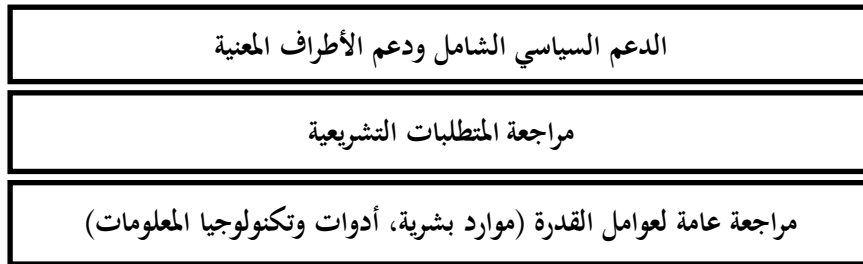 الدعم السياسي الشامل ودعم الأطراف المعنية
مراجعة المتطلبات التشريعية
مراجعة عامة لعوامل القدرة (موارد بشرية، أدوات وتكنولوجيا المعلومات)